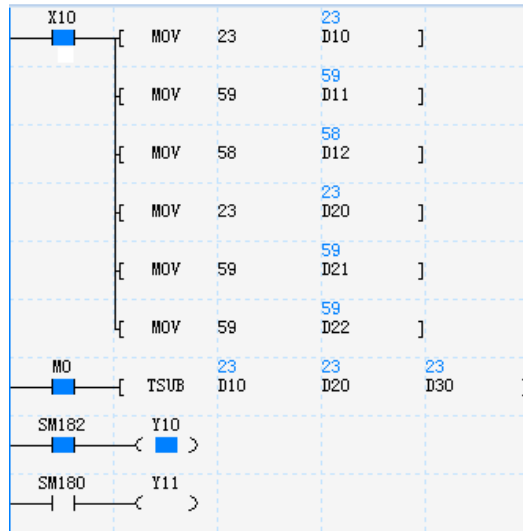 X10 23
[ MOV 23 D10 ]
59
[ MOV 59 D11 ]
58
[ MOV 58 D12 ]
23
[ MOV 23 D20 ]
59
[ MOV 59 D21 ]
59
[ MOV 59 D22 ]
M0 23 23 23
[ TSUB D10 D20 D30 ]
SM182 Y10
SM180 Y11